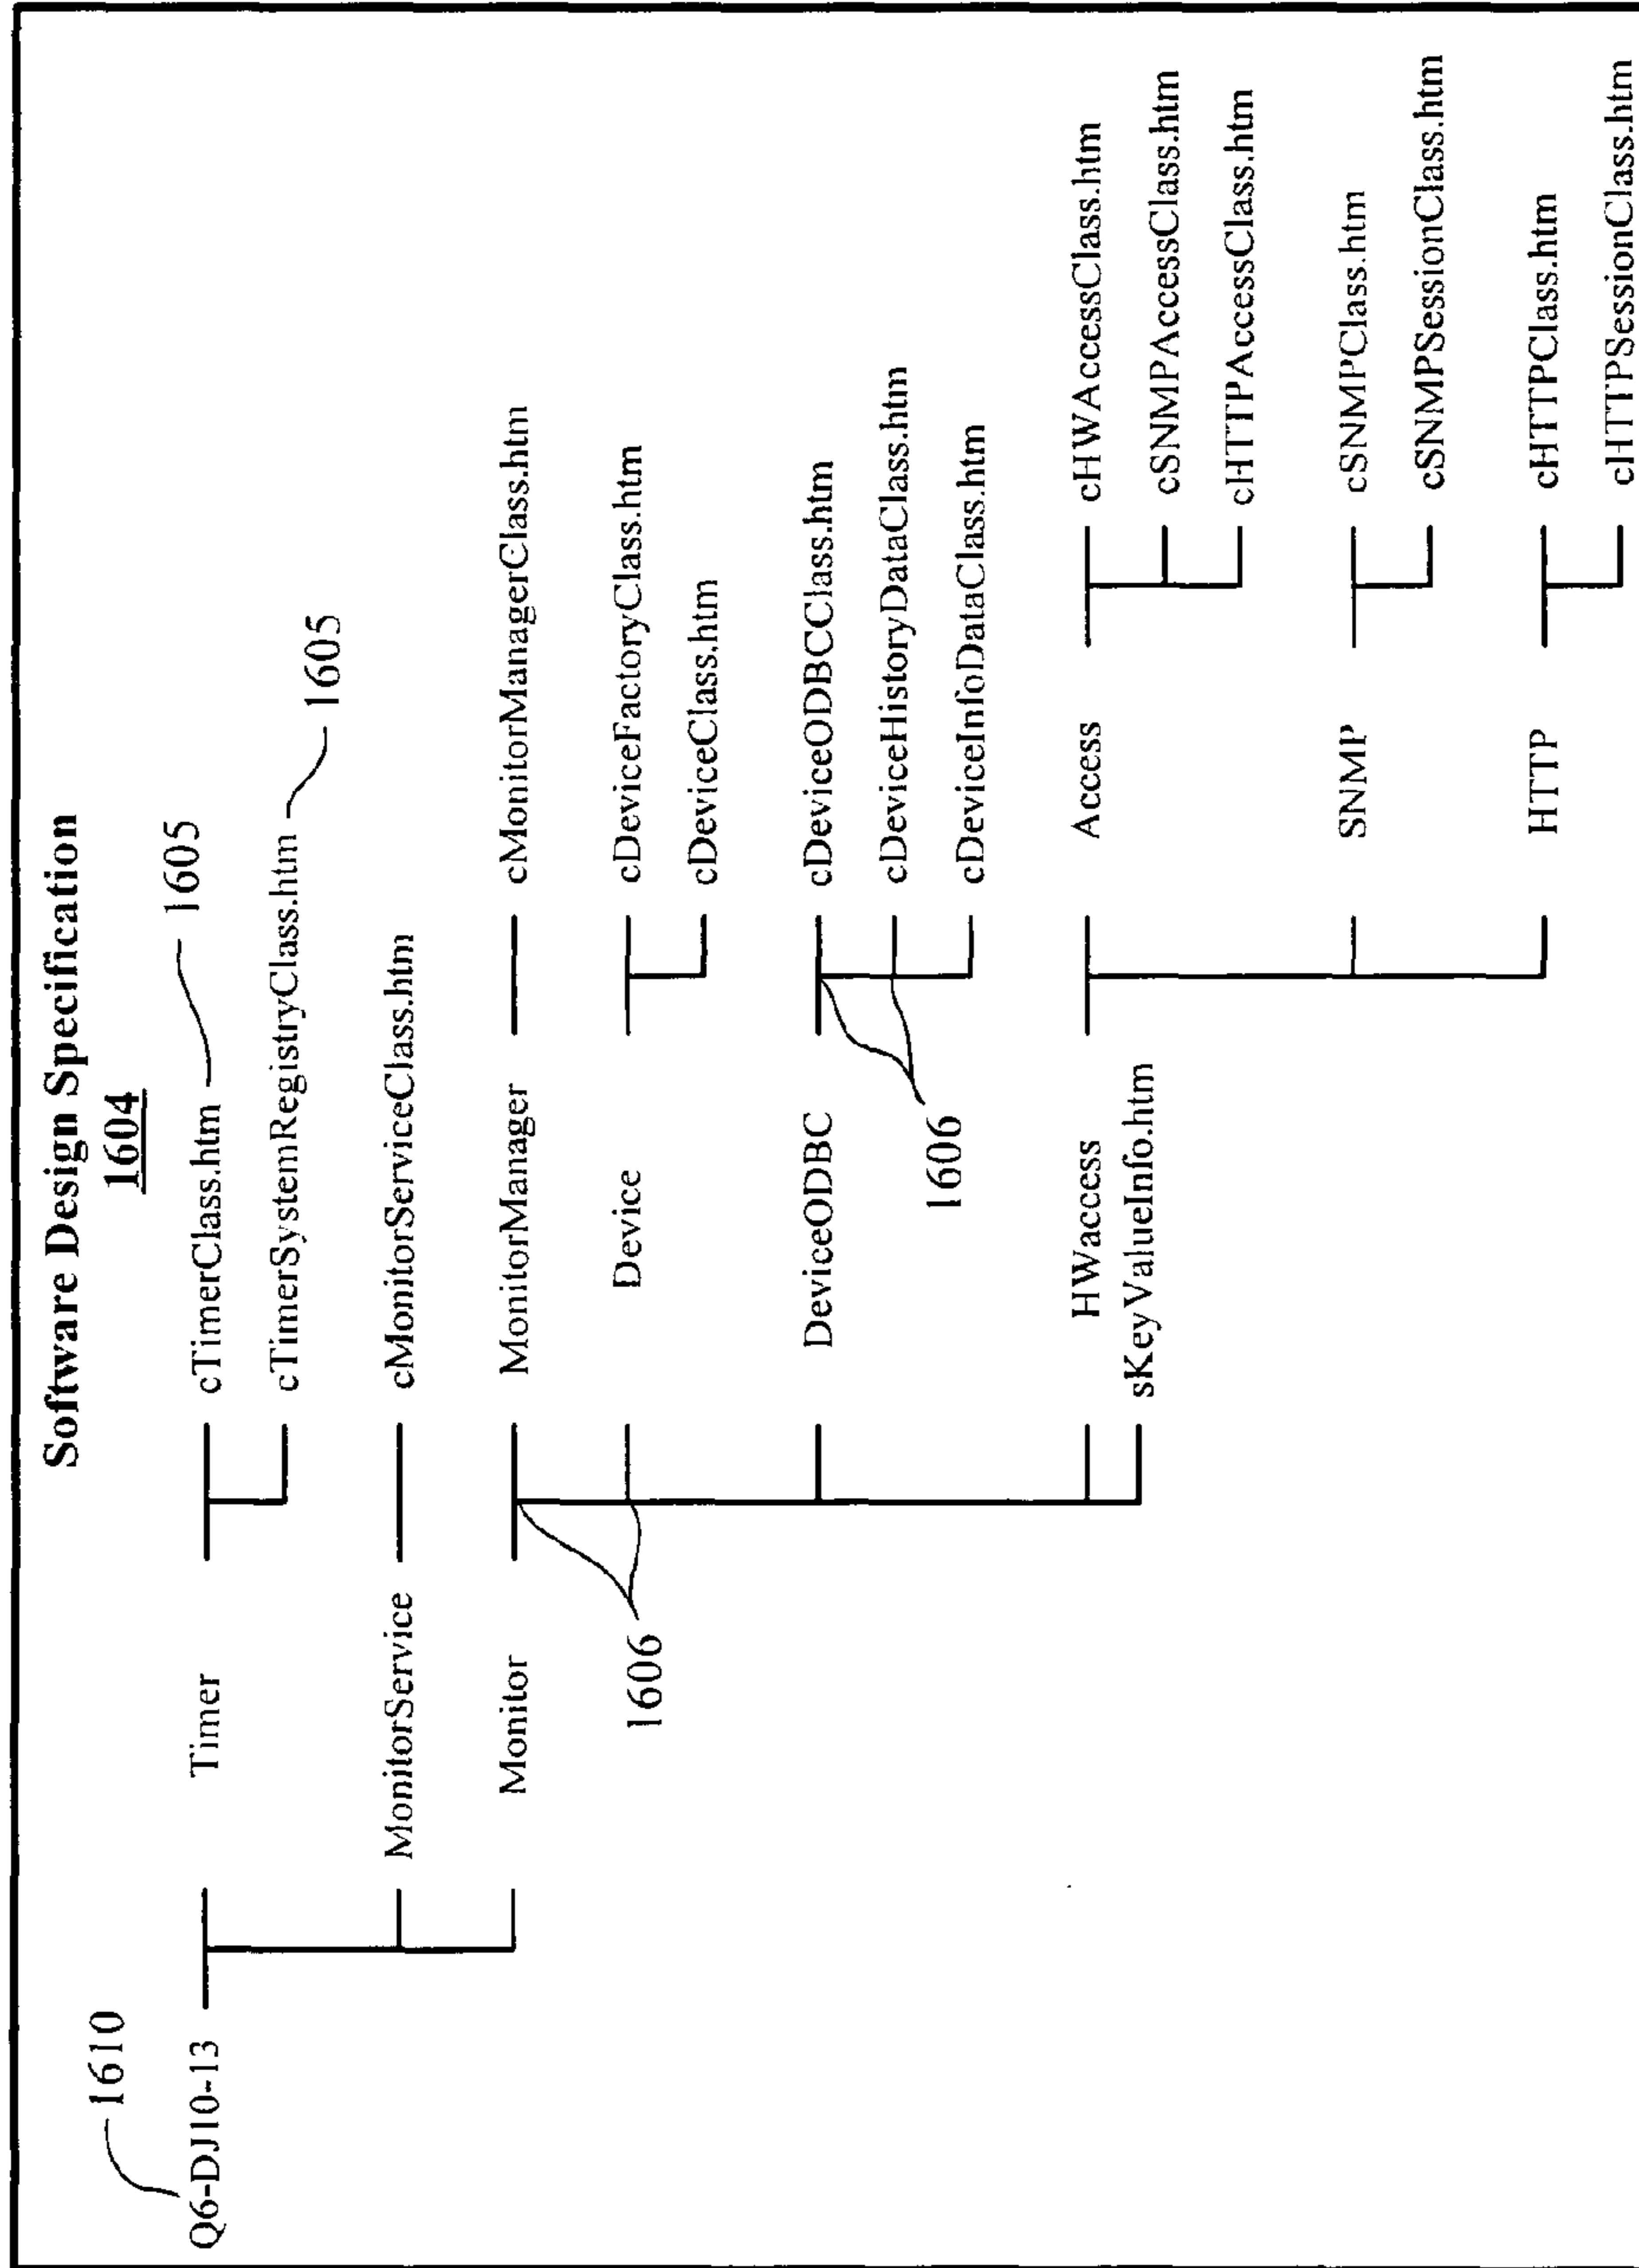 Software Design Specification
1604
1610
Q6-DJ10-13
Timer
cTimerClass.htm
1605
cTimerSystemRegistryClass.htm
1605
MonitorService
cMonitorServiceClass.htm
Monitor
MonitorManager
cMonitorManagerClass.htm
1606
Device
cDeviceFactoryClass.htm
cDeviceClass.htm
DeviceODBC
cDeviceODBCClass.htm
cDeviceHistoryDataClass.htm
cDeviceInfoDataClass.htm
1606
HWaccess
sKeyValueInfo.htm
Access
cHWAccessClass.htm
cSNMPAccessClass.htm
cHTTPAccessClass.htm
SNMP
cSNMPClass.htm
cSNMPSessionClass.htm
HTTP
cHTTPClass.htm
cHTTPSessionClass.htm